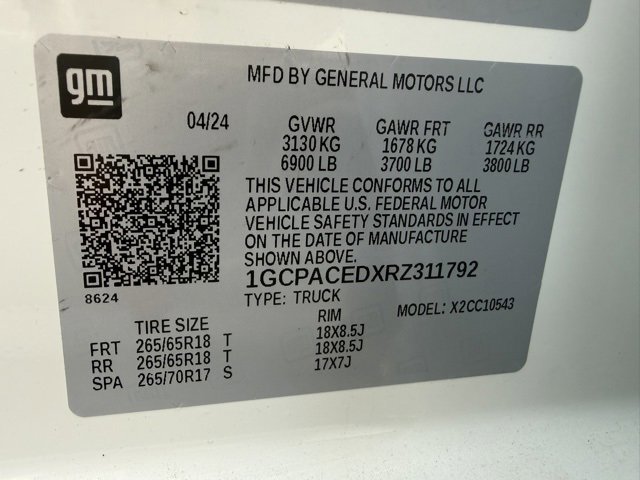 gm
MFD BY GENERAL MOTORS LLC
04/24 GVWR GAWR FRT GAWR RR
3130 KG 1678 KG 1724 KG
6900 LB 3700 LB 3800 LB
THIS VEHICLE CONFORMS TO ALL
APPLICABLE U.S. FEDERAL MOTOR
VEHICLE SAFETY STANDARDS IN EFFECT
ON THE DATE OF MANUFACTURE
SHOWN ABOVE.
1GCPACEDXRZ311792
8624
TYPE: TRUCK MODEL: X2CC10543
TIRE SIZE RIM
FRT 265/65R18 T 18X8.5J
RR 265/65R18 T 18X8.5J
SPA 265/70R17 S 17X7J